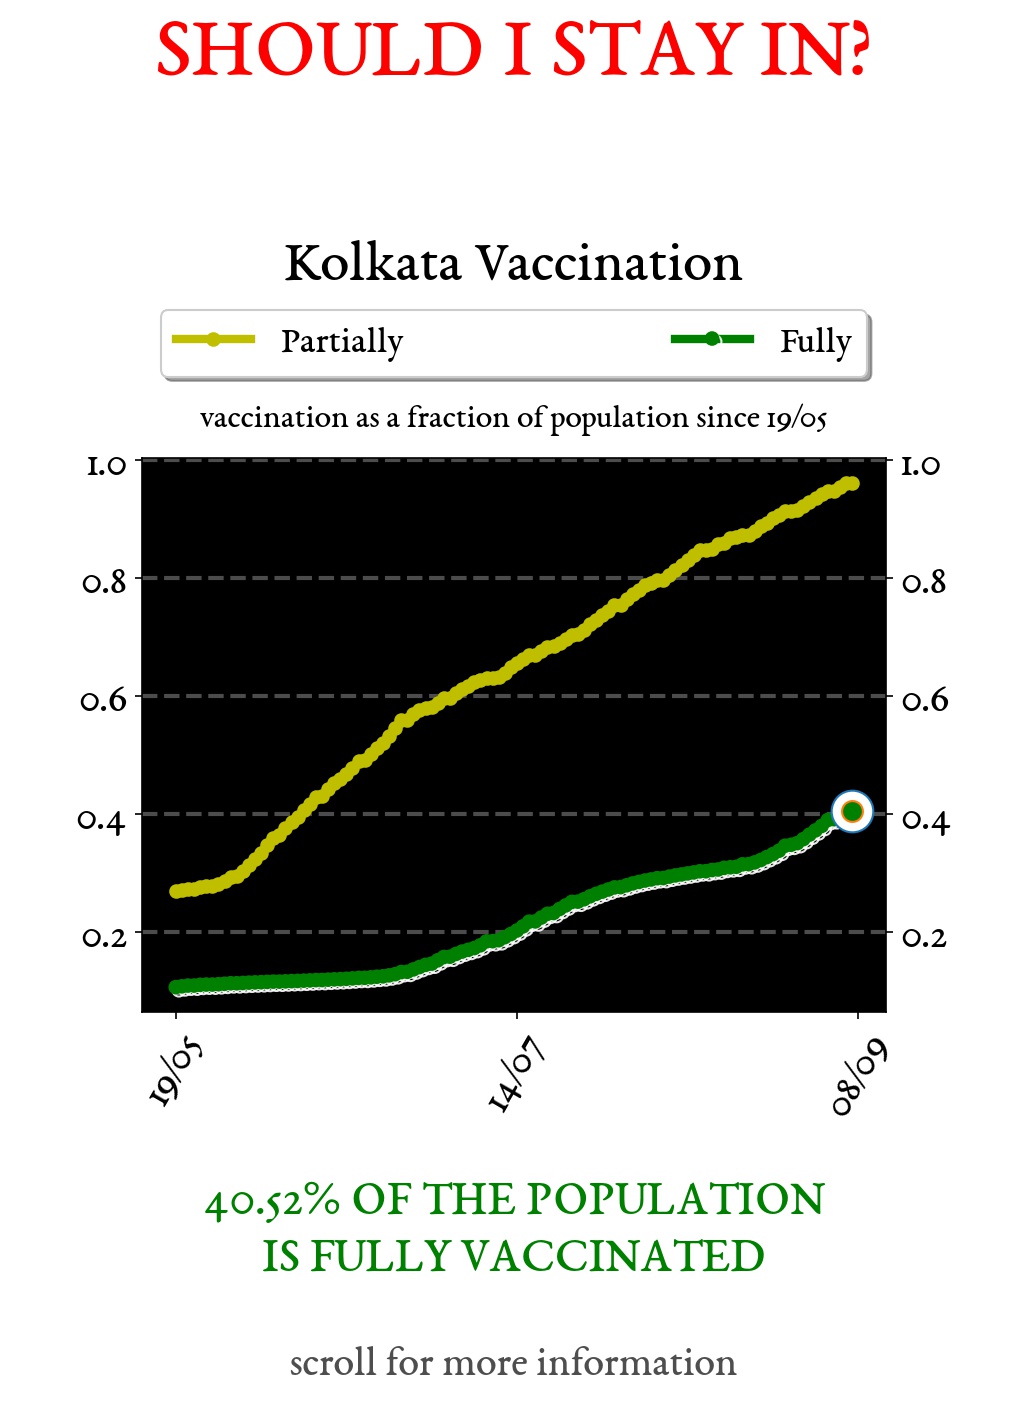 SHOULD I STAY IN?
Kolkata Vaccination
Partially Fully
vaccination as a fraction of population since 19/05
1.0 1.0
0.8 0.8
0.6 0.6
0.4 0.4
0.2 0.2
19/05 14/07 08/09
40.52% OF THE POPULATION
IS FULLY VACCINATED
scroll for more information